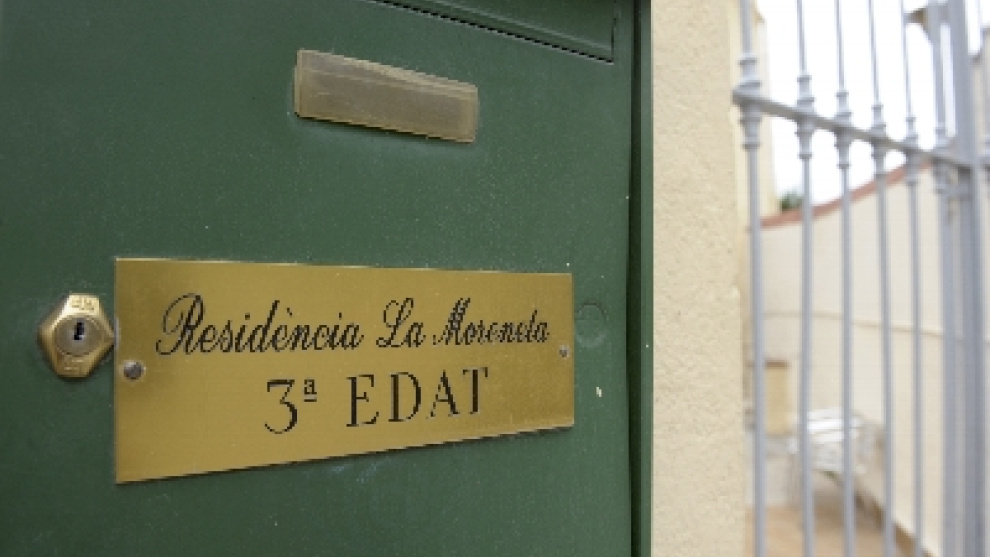 Residència La Moreneta
3ª EDAT